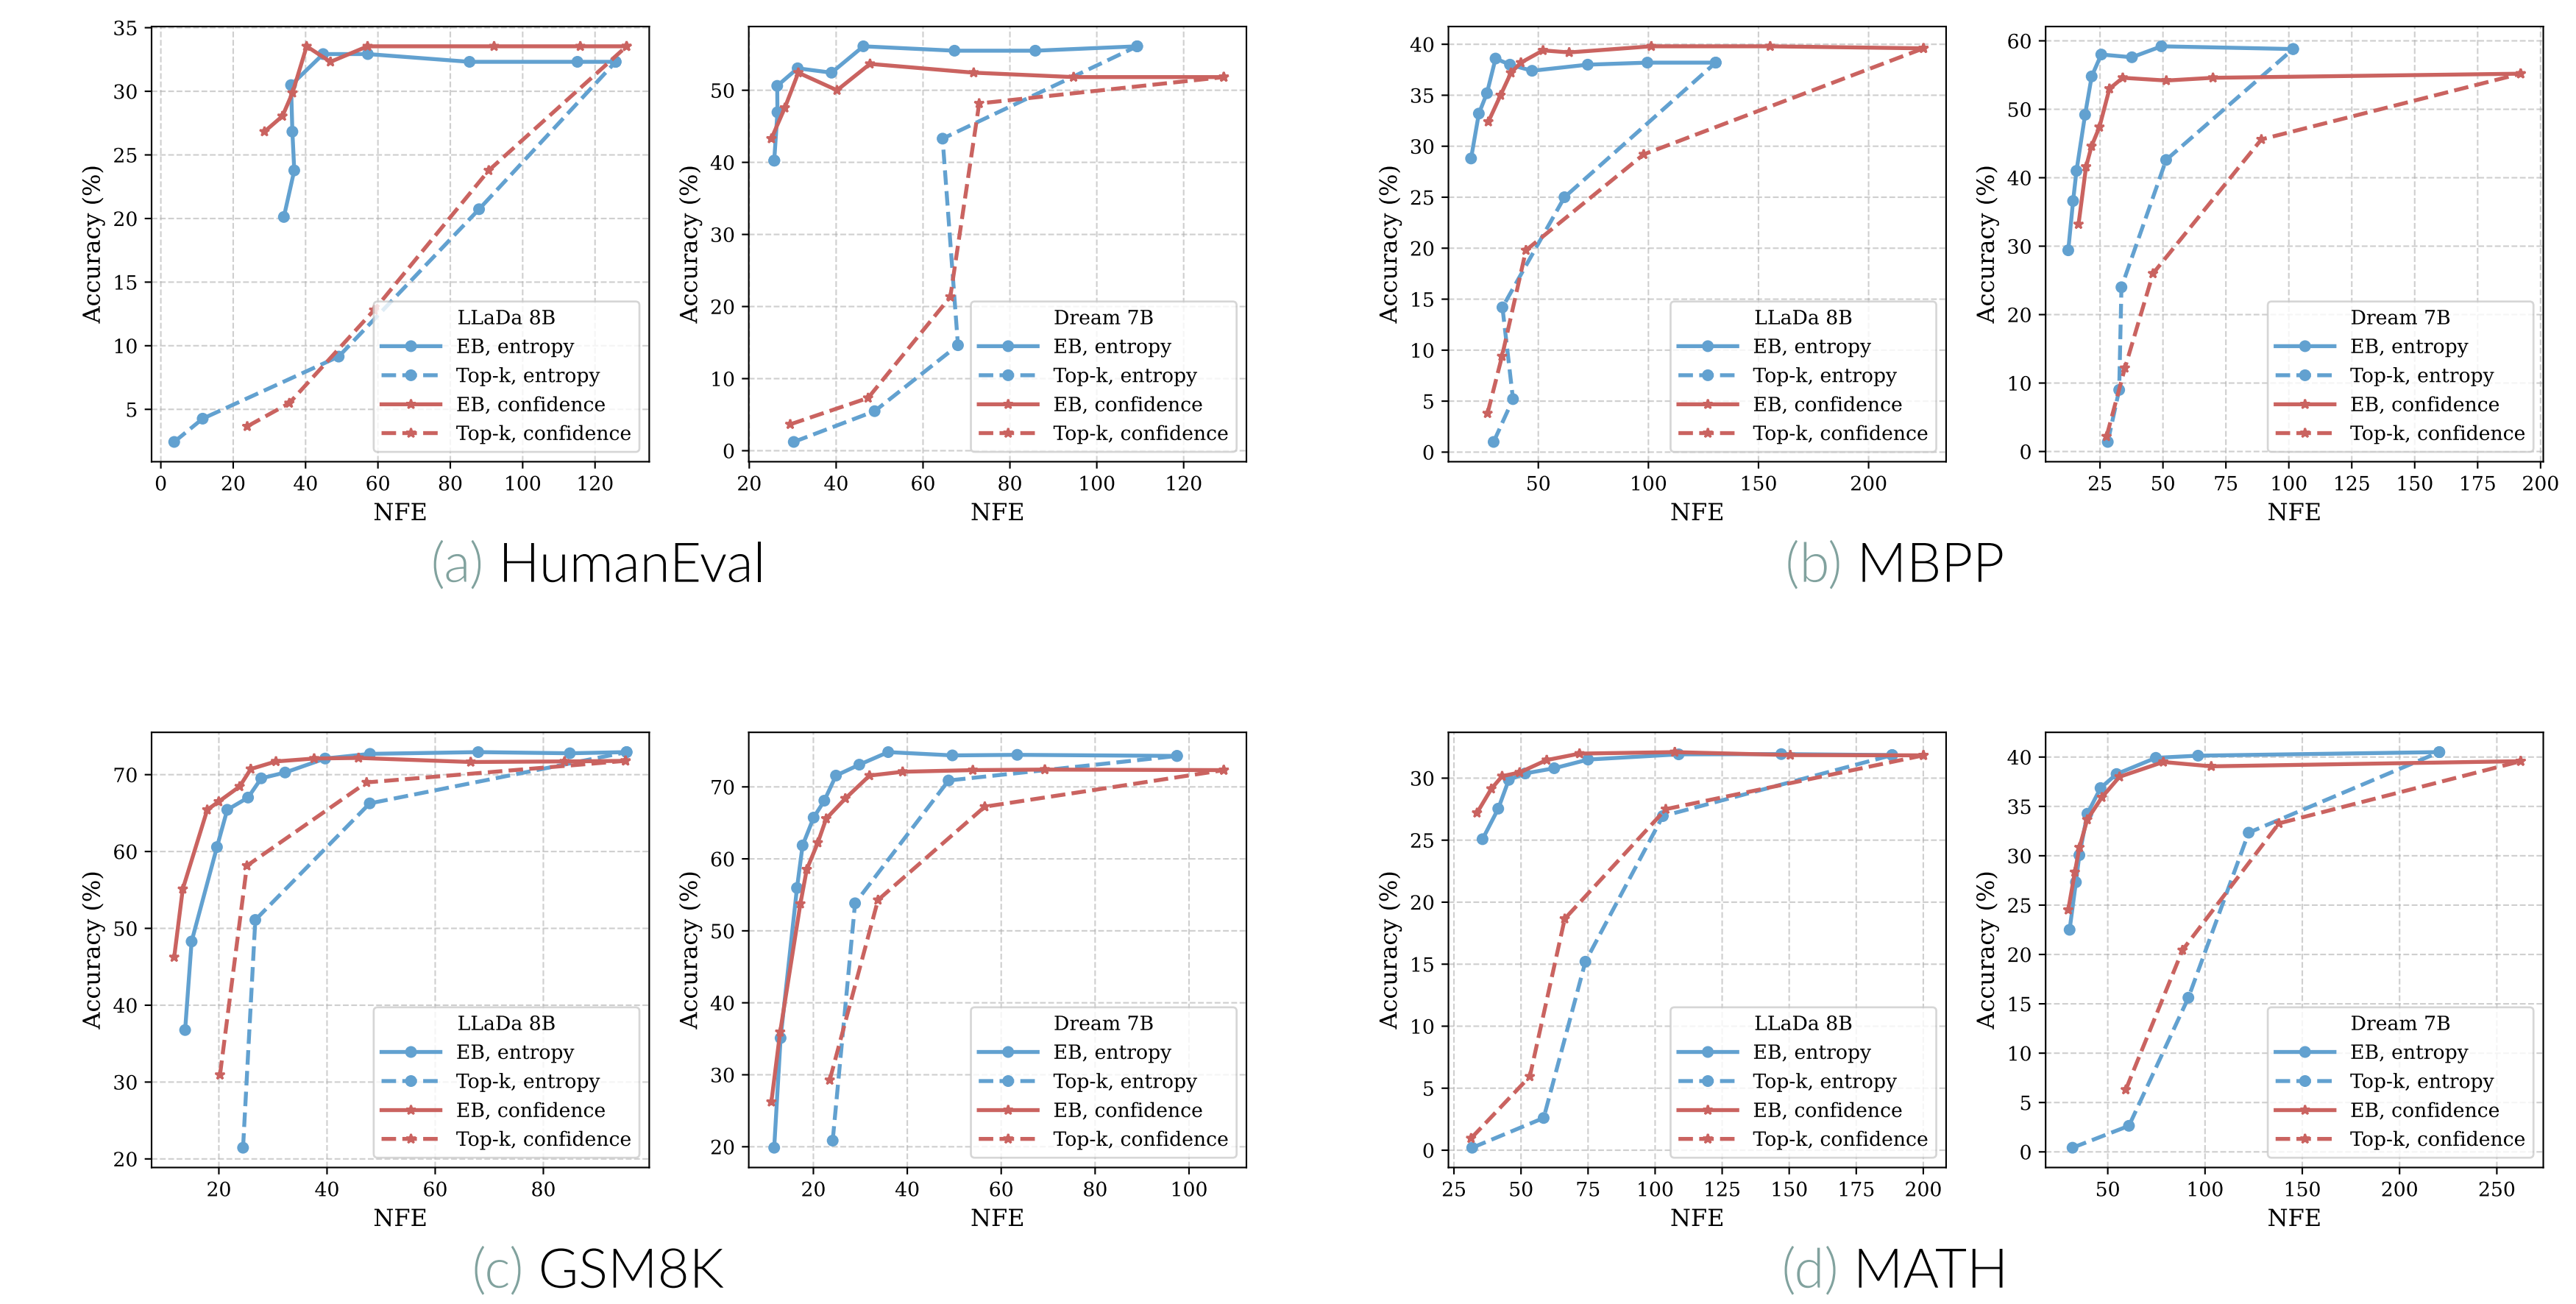 Accuracy (%)
35
30
25
20
15
10
5
0 20 40 60 80 100 120
NFE
LLaDa 8B
EB, entropy
Top-k, entropy
EB, confidence
Top-k, confidence
Accuracy (%)
50
40
30
20
10
0
20 40 60 80 100 120
NFE
Dream 7B
EB, entropy
Top-k, entropy
EB, confidence
Top-k, confidence
(a) HumanEval
Accuracy (%)
40
35
30
25
20
15
10
5
0
50 100 150 200
NFE
LLaDa 8B
EB, entropy
Top-k, entropy
EB, confidence
Top-k, confidence
Accuracy (%)
60
50
40
30
20
10
0
25 50 75 100 125 150 175 200
NFE
Dream 7B
EB, entropy
Top-k, entropy
EB, confidence
Top-k, confidence
(b) MBPP
Accuracy (%)
70
60
50
40
30
20
20 40 60 80
NFE
LLaDa 8B
EB, entropy
Top-k, entropy
EB, confidence
Top-k, confidence
Accuracy (%)
70
60
50
40
30
20
20 40 60 80 100
NFE
Dream 7B
EB, entropy
Top-k, entropy
EB, confidence
Top-k, confidence
(c) GSM8K
Accuracy (%)
30
25
20
15
10
5
0
25 50 75 100 125 150 175 200
NFE
LLaDa 8B
EB, entropy
Top-k, entropy
EB, confidence
Top-k, confidence
Accuracy (%)
40
35
30
25
20
15
10
5
0
50 100 150 200 250
NFE
Dream 7B
EB, entropy
Top-k, entropy
EB, confidence
Top-k, confidence
(d) MATH